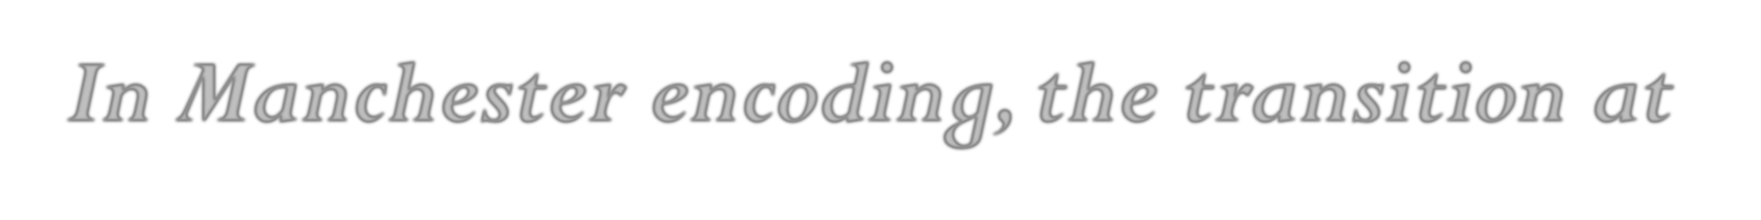 In Manchester encoding, the transition at